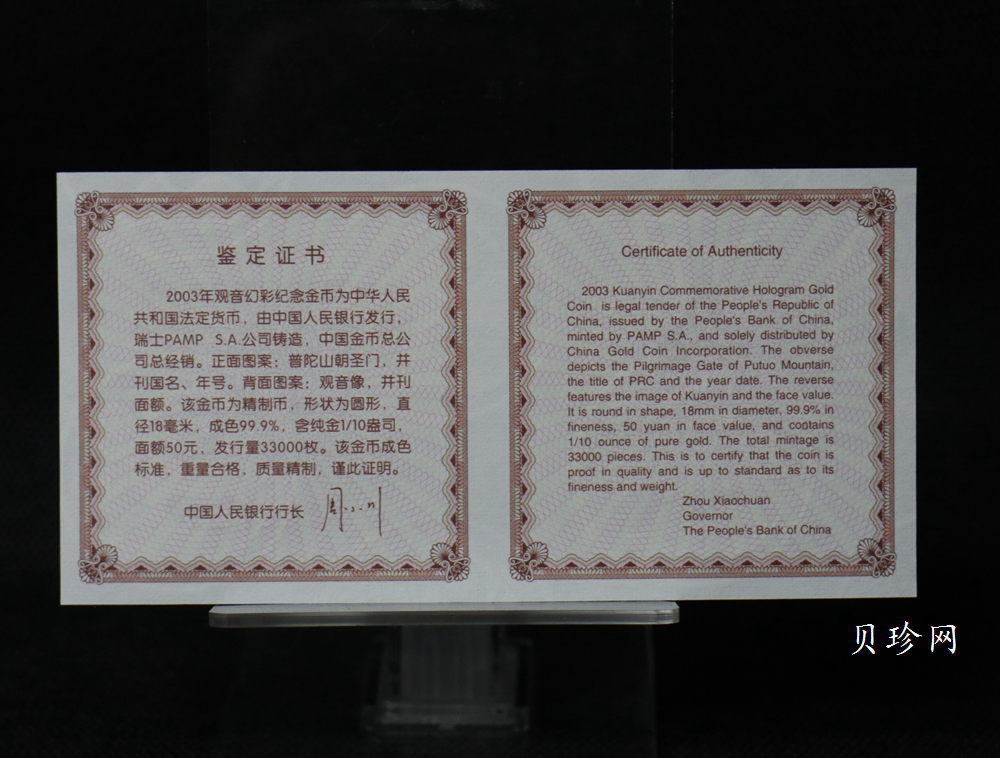 鉴定证书
2003年观音幻彩纪念金币为中华人民
共和国法定货币，由中国人民银行发行，
瑞士PAMP S.A.公司铸造，中国金币总公
司总经销。正面图案：普陀山朝圣门，并
刊国名、年号。背面图案：观音像，并刊
面额。该金币为精制币，形状为圆形，直
径18毫米，成色99.9%，含纯金1/10盎司，
面额50元，发行量33000枚。该金币成色
标准，重量合格，质量精制，谨此证明。
中国人民银行行长 周小川
Certificate of Authenticity
2003 Kuanyin Commemorative Hologram Gold
Coin is legal tender of the People's Republic of
China, issued by the People's Bank of China,
minted by PAMP S.A., and solely distributed by
China Gold Coin Incorporation. The obverse
depicts the Pilgrimage Gate of Putuo Mountain,
the title of PRC and the year date. The reverse
features the image of Kuanyin and the face value.
It is round in shape, 18mm in diameter, 99.9% in
fineness, 50 yuan in face value, and contains
1/10 ounce of pure gold. The total mintage is
33000 pieces. This is to certify that the coin is
proof in quality and is up to standard as to its
fineness and weight.
Zhou Xiaochuan
Governor
The People's Bank of China
贝珍网